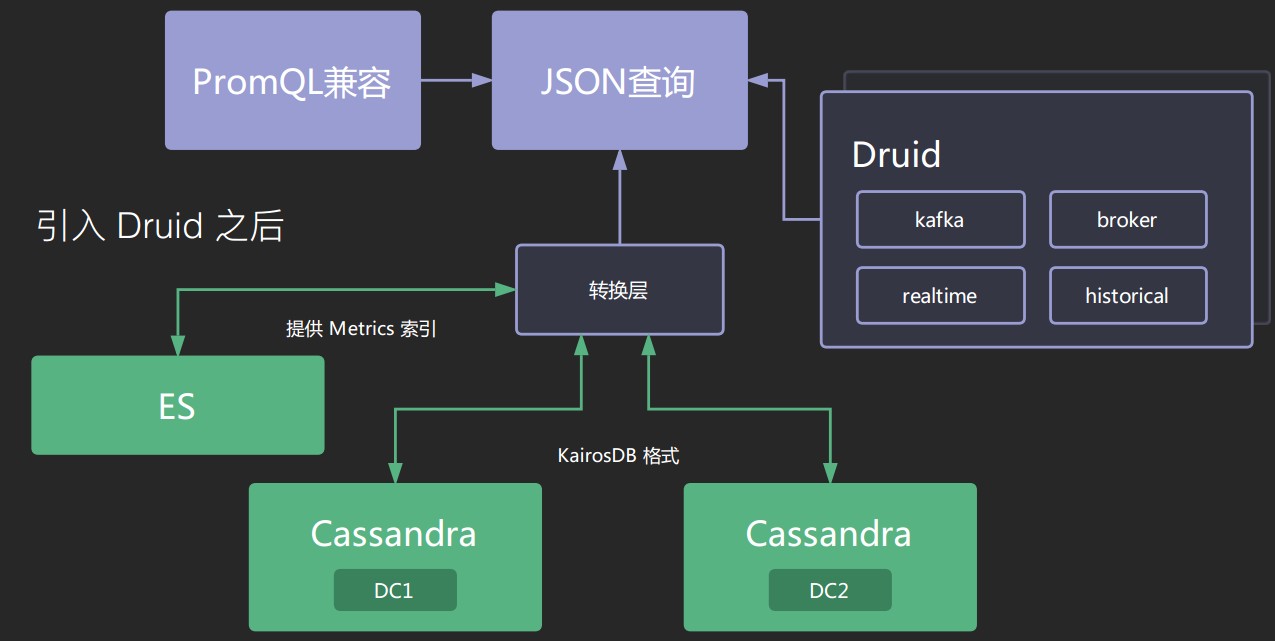 PromQL兼容
JSON查询
Druid
kafka
broker
realtime
historical
引入 Druid 之后
转换层
提供 Metrics 索引
ES
KairosDB 格式
Cassandra
DC1
Cassandra
DC2